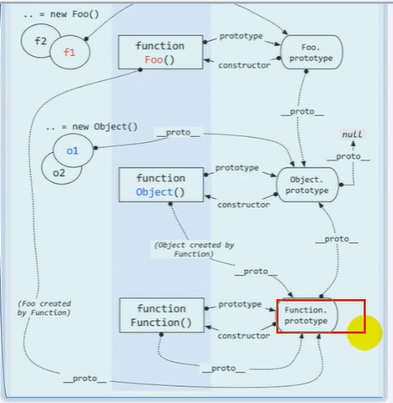 .. = new Foo()
f2
f1
function
Foo()
prototype
constructor
Foo.
prototype
__proto__
.. = new Object()
__proto__
null
__proto__
o1
o2
function
Object()
prototype
constructor
Object.
prototype
(Object created by
Function)
__proto__
__proto__
(Foo created
by Function)
function
Function()
prototype
constructor
Function.
prototype
__proto__
__proto__